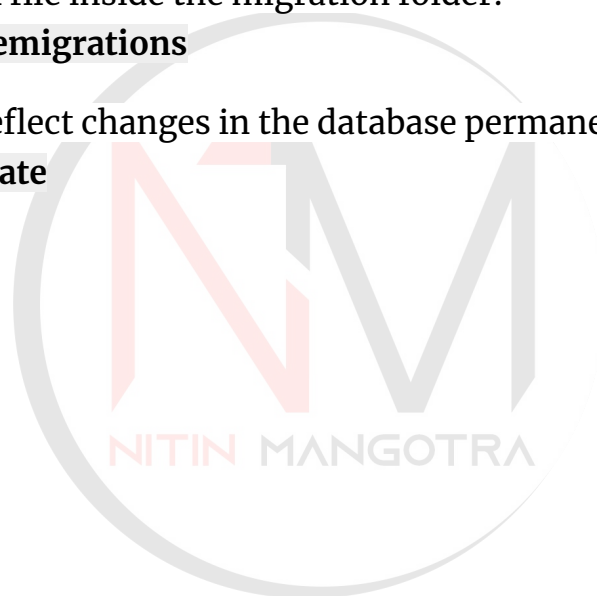 file inside the migration folder.
emigrations
eflect changes in the database permane
ate
NITIN MANGOTRA